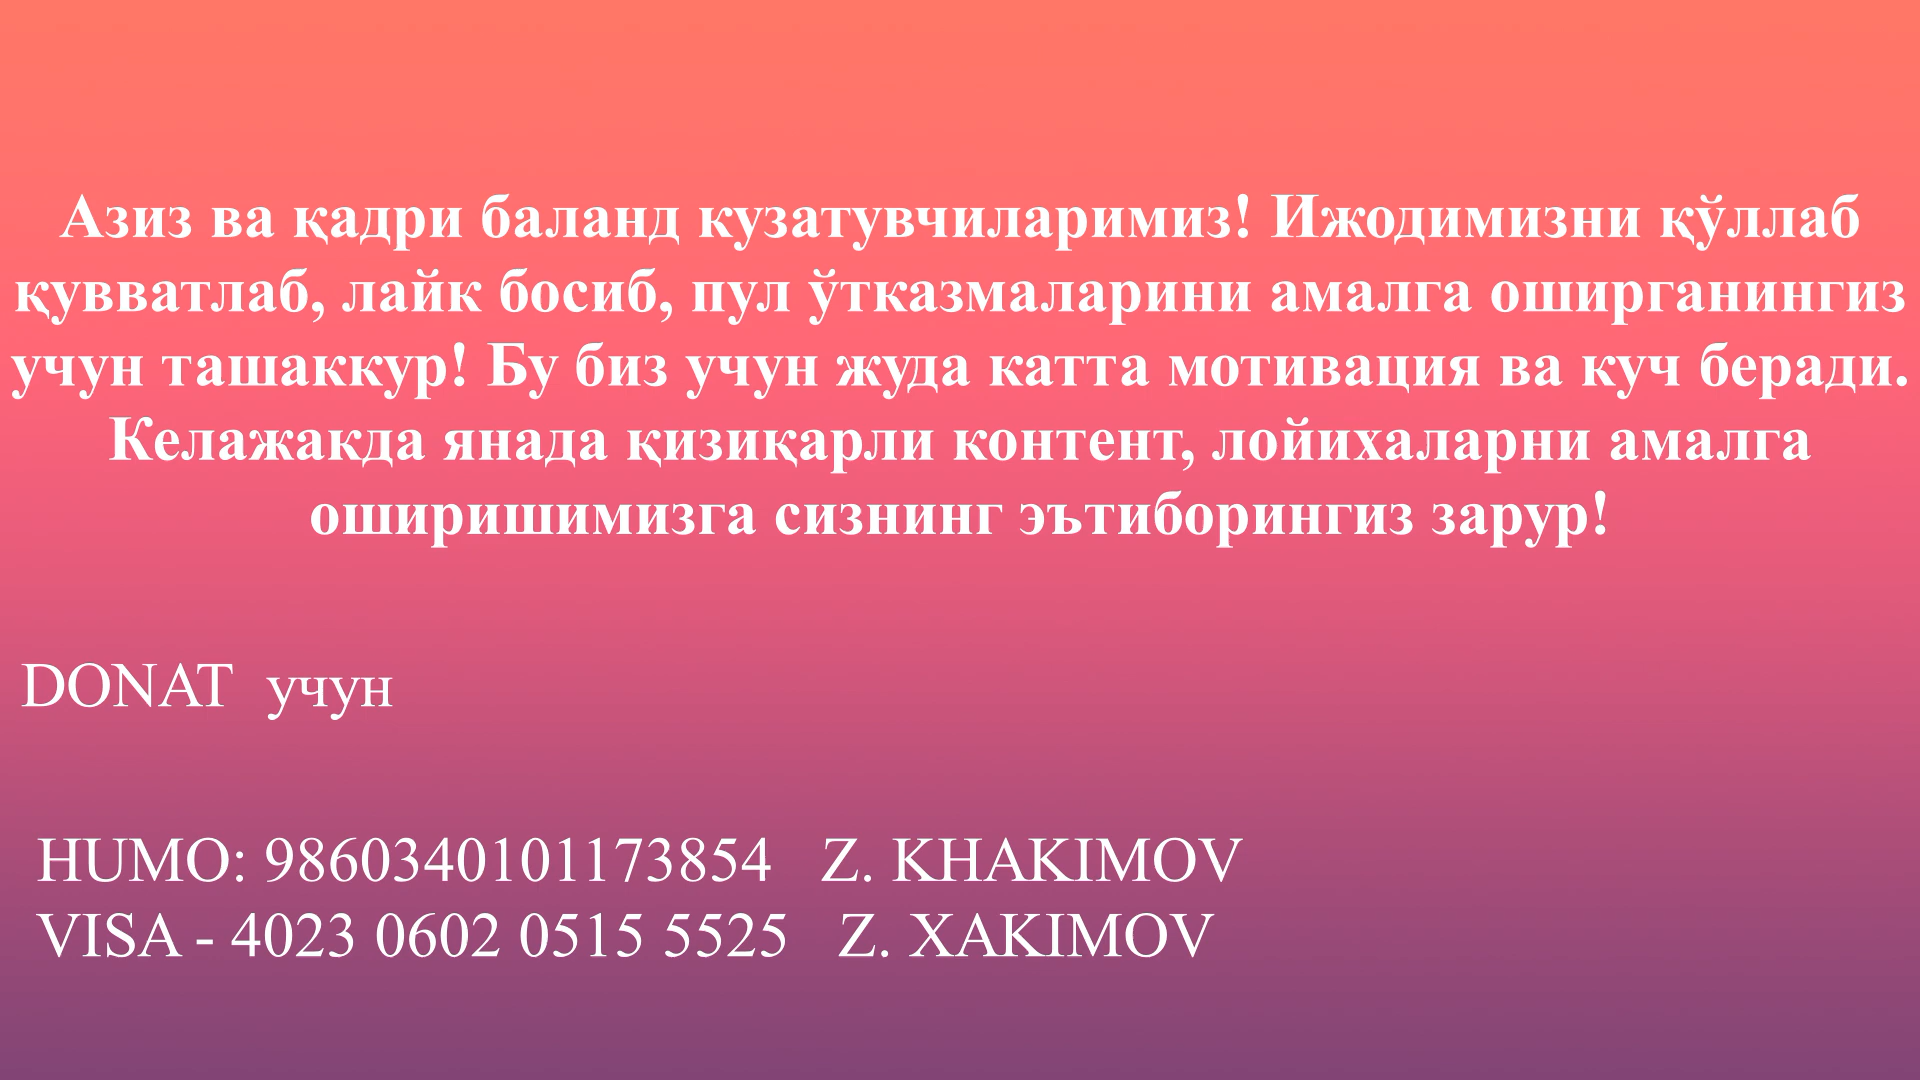 Азиз ва қадри баланд кузатувчиларимиз! Ижодимизни қўллаб
қувватлаб, лайк босиб, пул ўтказмаларини амалга оширганингиз
учун ташаккур! Бу биз учун жуда катта мотивация ва куч беради.
Келажакда янада қизиқарли контент, лойихаларни амалга
оширишимизга сизнинг эътиборингиз зарур!
DONAT учун
HUMO: 9860340101173854 Z. KHAKIMOV
VISA - 4023 0602 0515 5525 Z. XAKIMOV